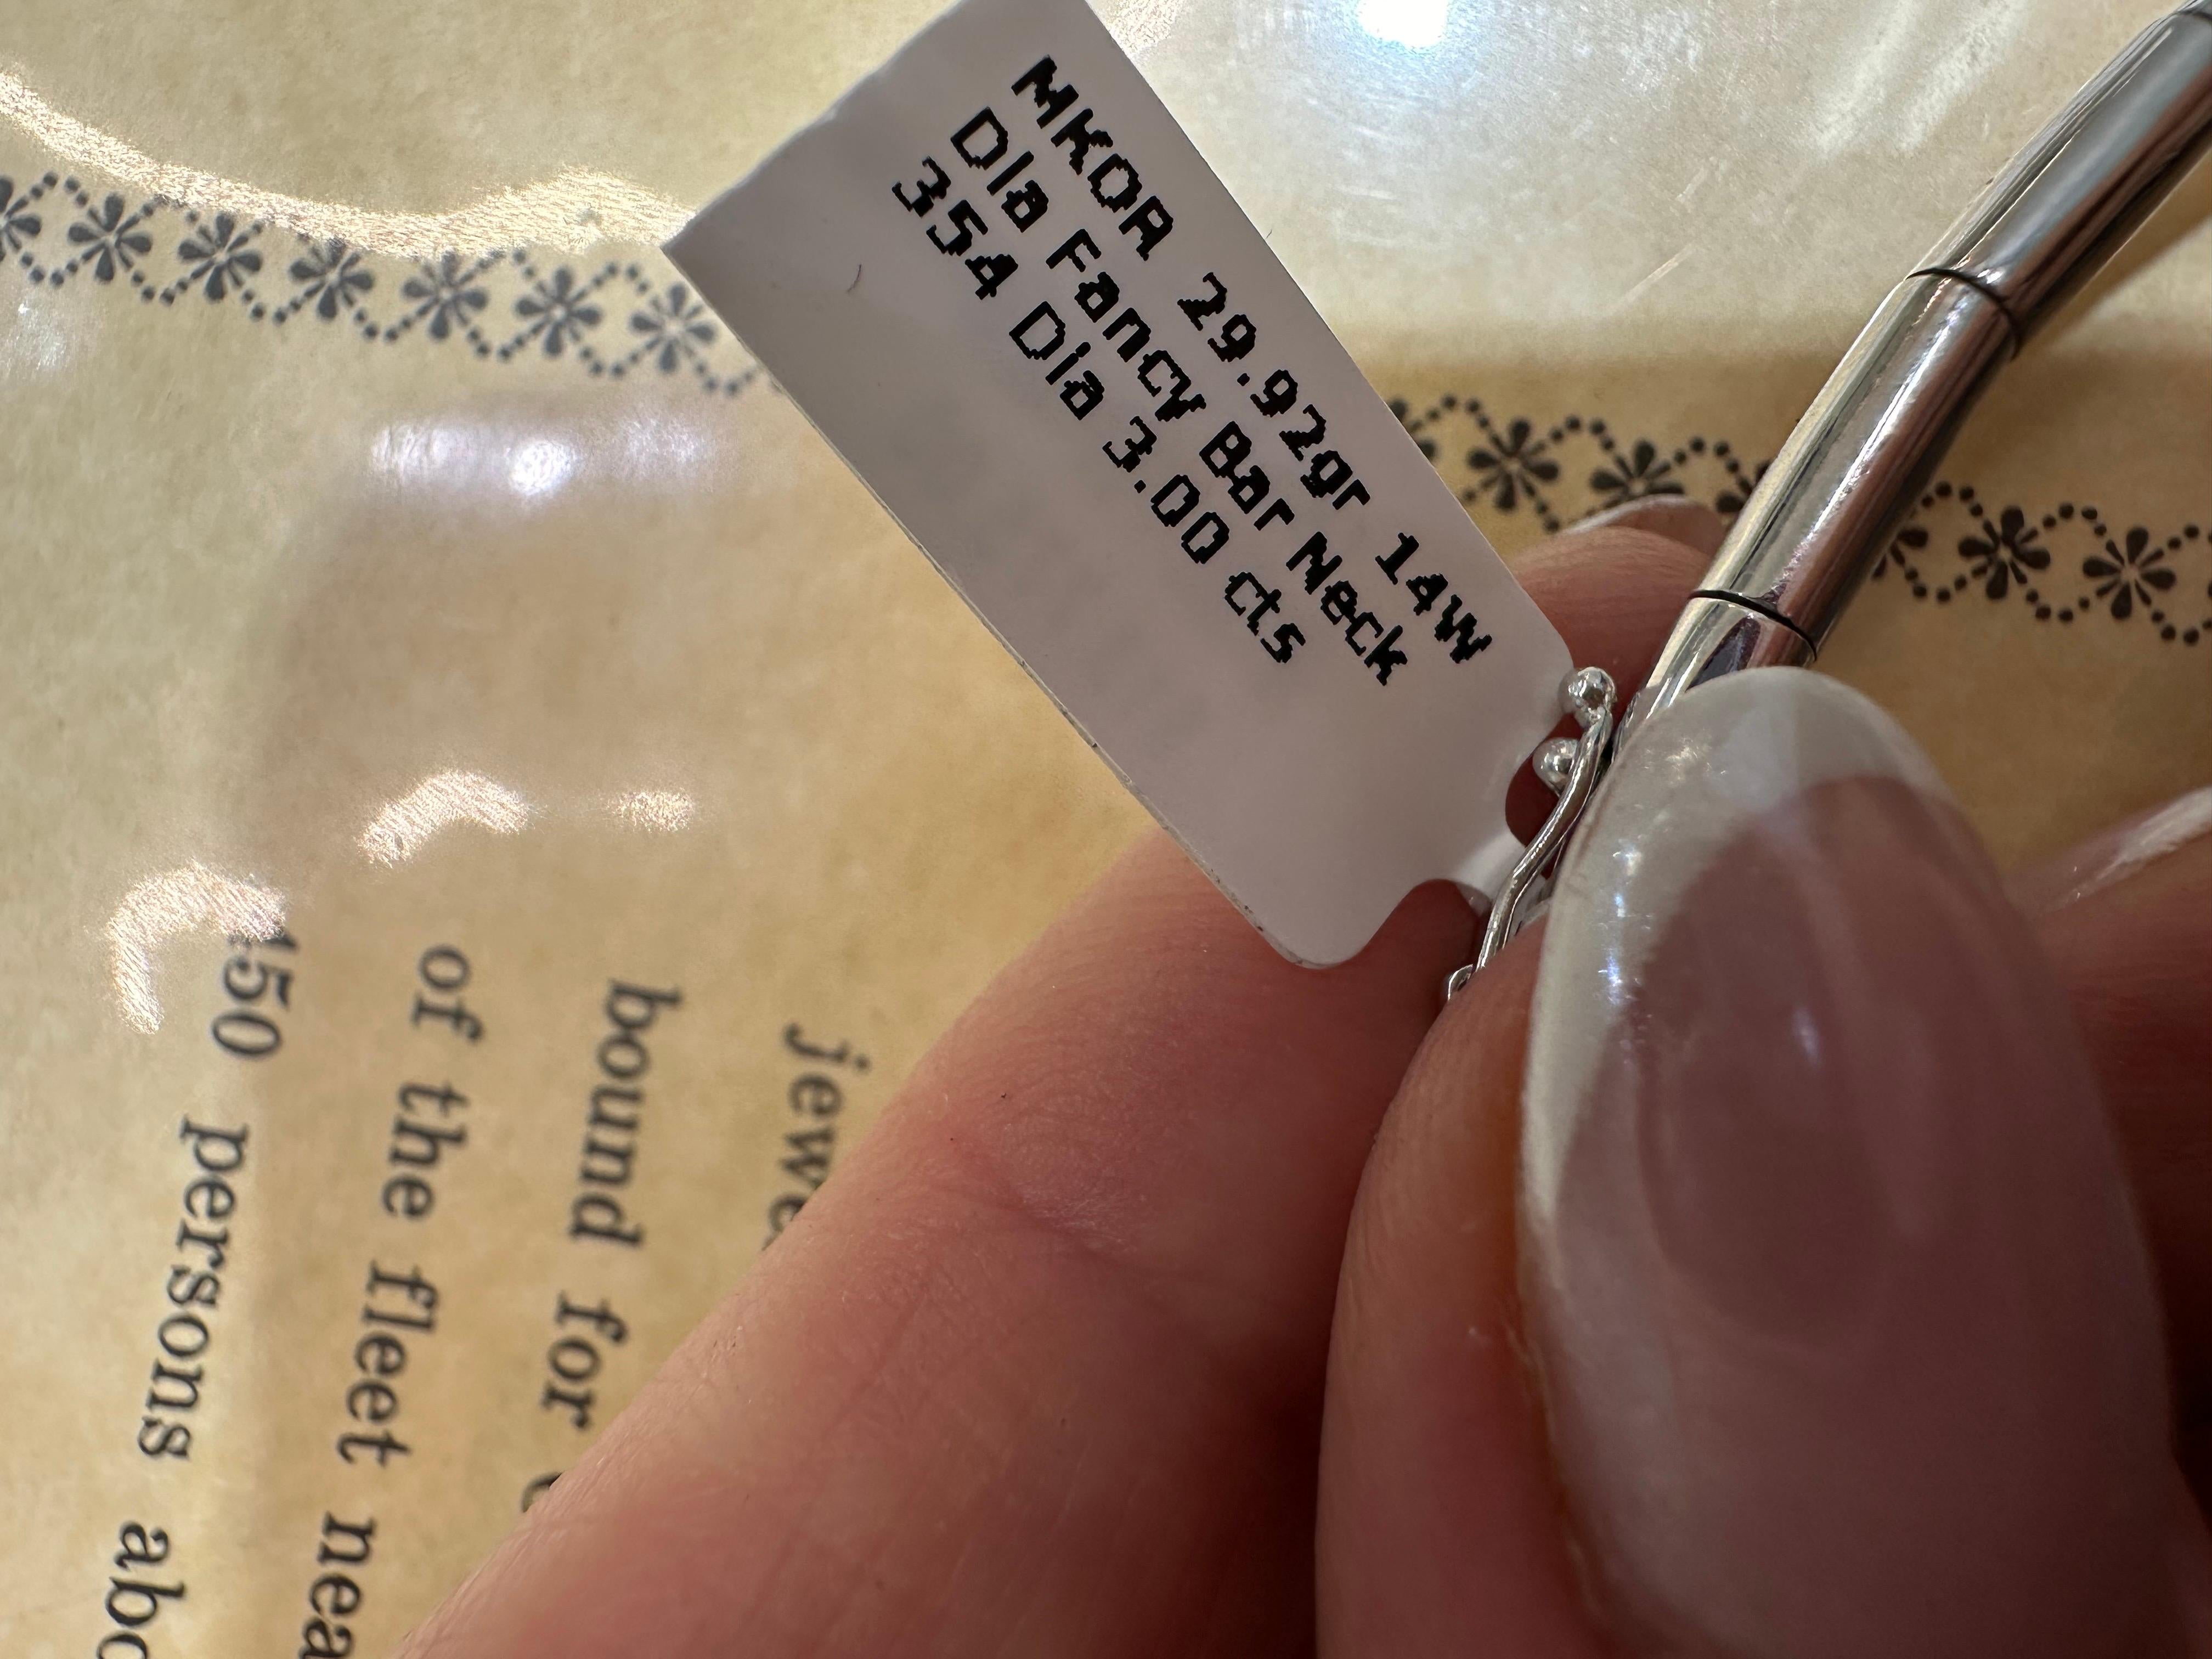 MKOR 29.92gr 14W
Dia Fancy Bar Neck
354 Dia 3.00 cts
jewe
bound for
of the fleet nea
150 persons abo